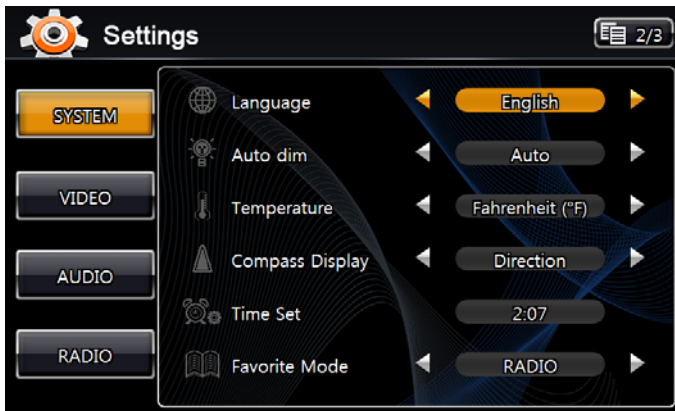 Settings
2/3
SYSTEM
VIDEO
AUDIO
RADIO
Language English
Auto dim Auto
Temperature Fahrenheit (°F)
Compass Display Direction
Time Set 2:07
Favorite Mode RADIO